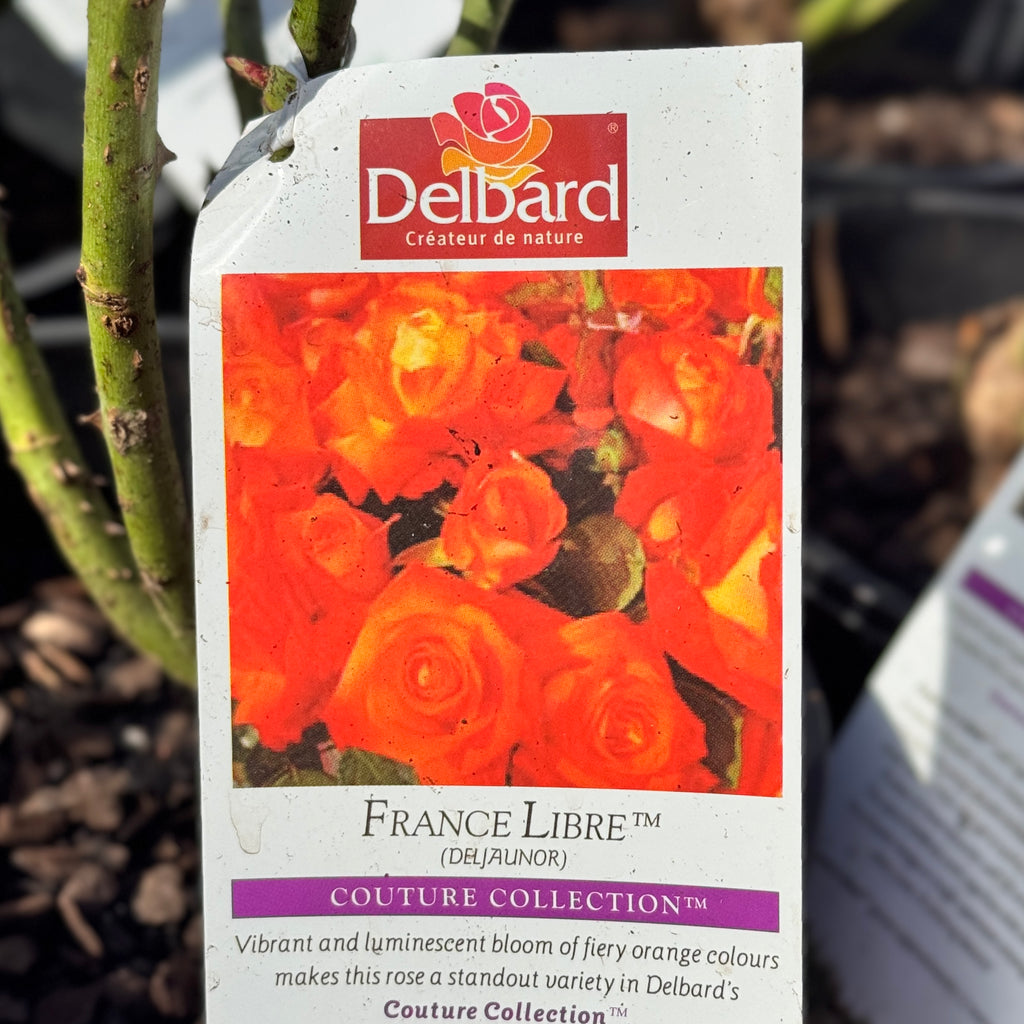 ®
Delbard
Créateur de nature
FRANCE LIBRE™
(DELJAUNOR)
COUTURE COLLECTION™
Vibrant and luminescent bloom of fiery orange colours
makes this rose a standout variety in Delbard's
Couture Collection™